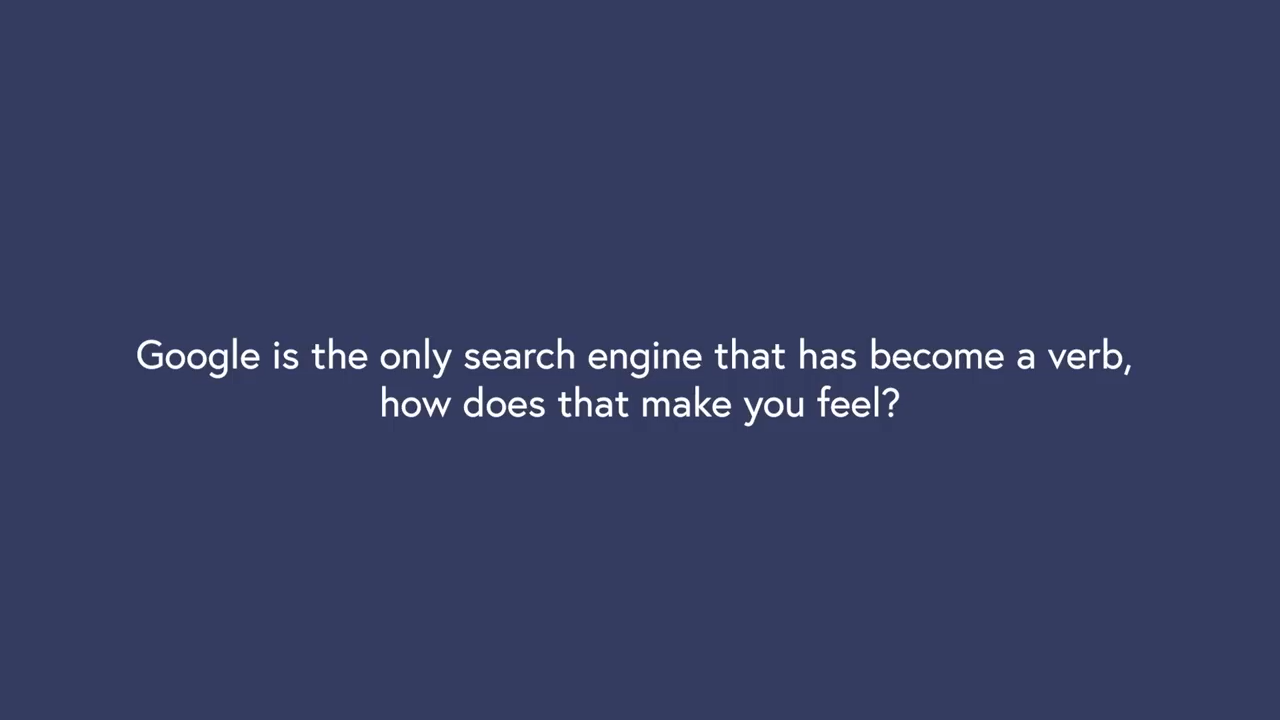 Google is the only search engine that has become a verb,
how does that make you feel?